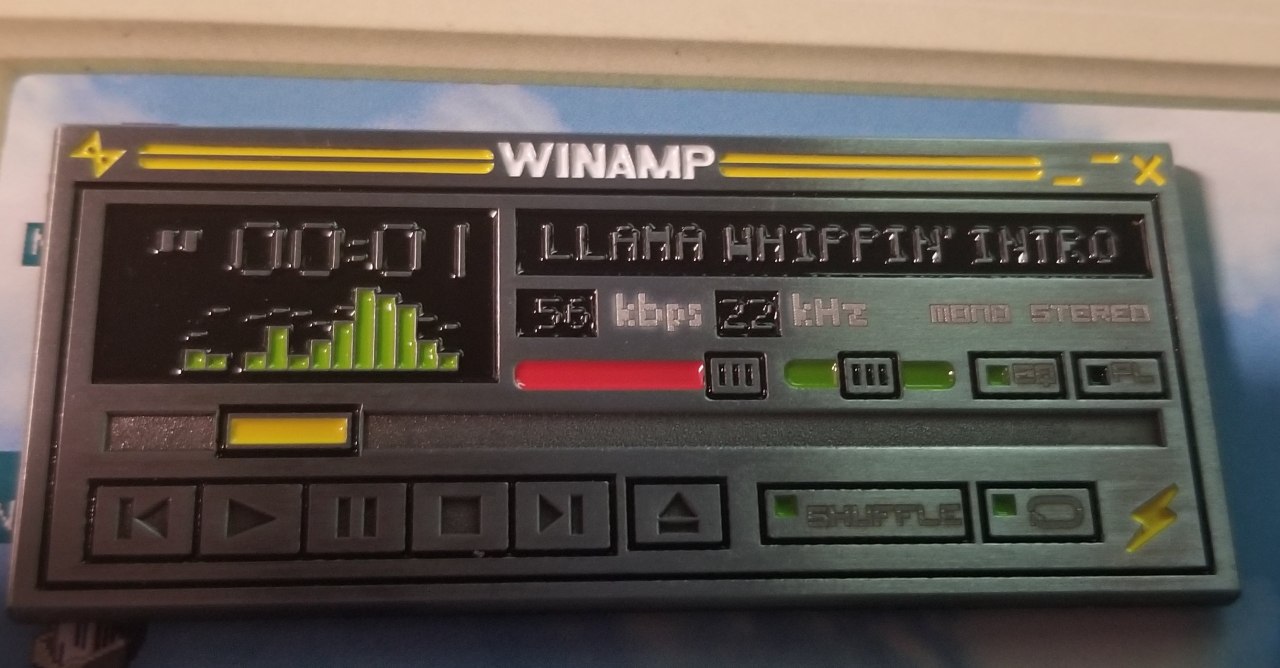 WINAMP
00:01
LLAMA WHIPPIN' INTRO
56 kbps 22 kHz MONO STEREO
EQ PL
SHUFFLE